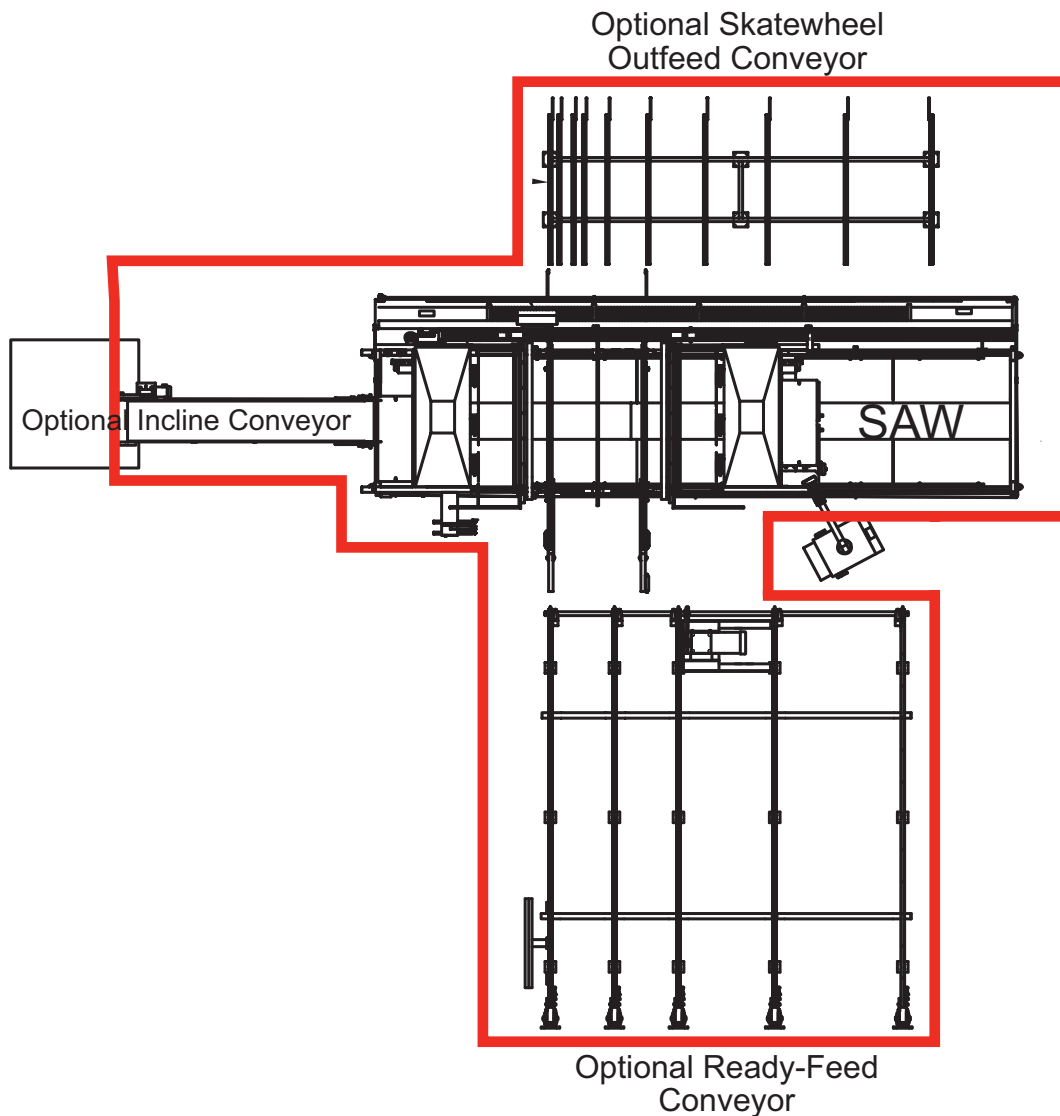 Optional Skatewheel
Outfeed Conveyor
Optional Incline Conveyor
SAW
Optional Ready-Feed
Conveyor